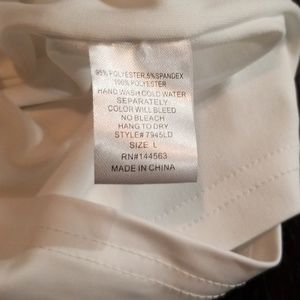 95% POLYESTER, 5%SPANDEX
100% POLYESTER
HAND WASH COLD WATER
SEPARATELY
COLOR WILL BLEED
NO BLEACH
HANG TO DRY
STYLE# 7945LD
SIZE L
RN#144563
MADE IN CHINA